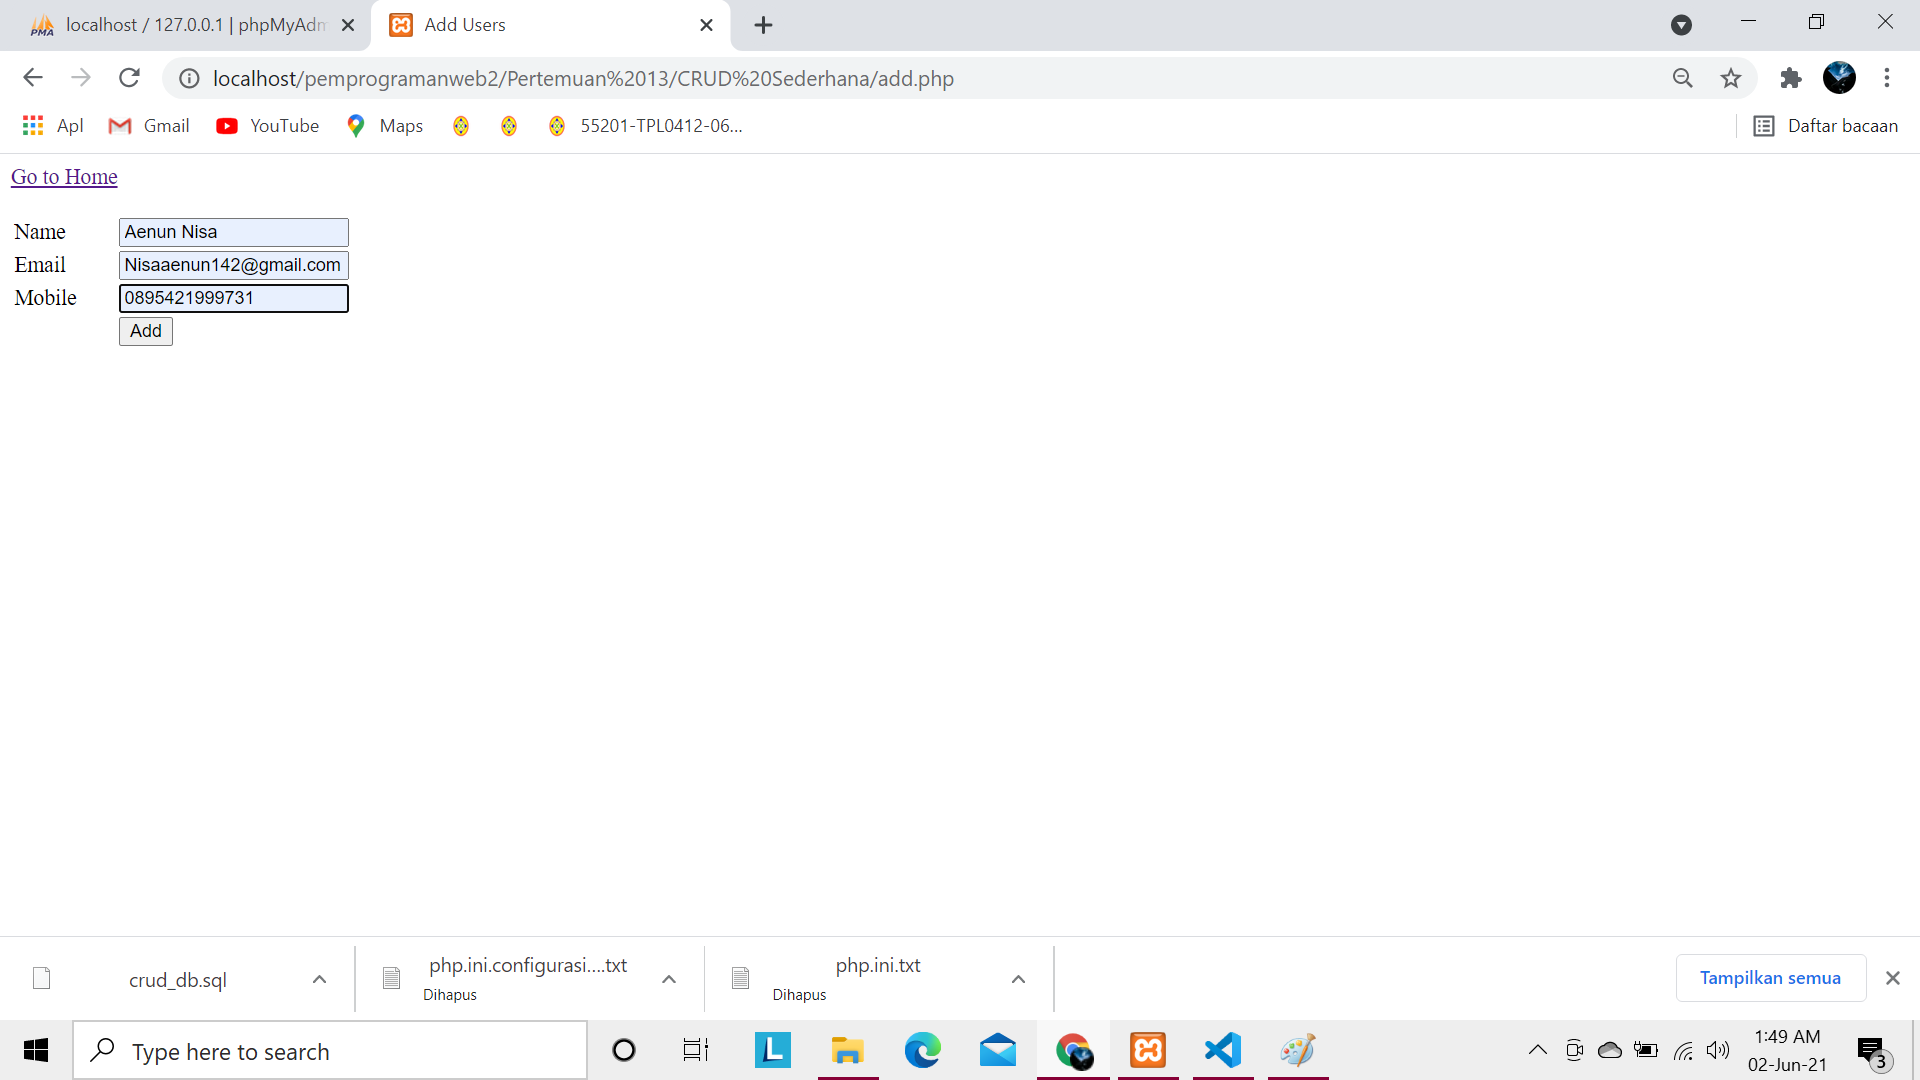 localhost / 127.0.0.1 | phpMyAdm
Add Users
localhost/pemprogramanweb2/Pertemuan%2013/CRUD%20Sederhana/add.php
Apl
Gmail
YouTube
Maps
55201-TPL0412-06...
Daftar bacaan
Go to Home
Name
Aenun Nisa
Email
Nisaaenun142@gmail.com
Mobile
0895421999731
Add
crud_db.sql
php.ini.configurasi....txt
Dihapus
php.ini.txt
Dihapus
Tampilkan semua
Type here to search
L
1:49 AM
02-Jun-21
3